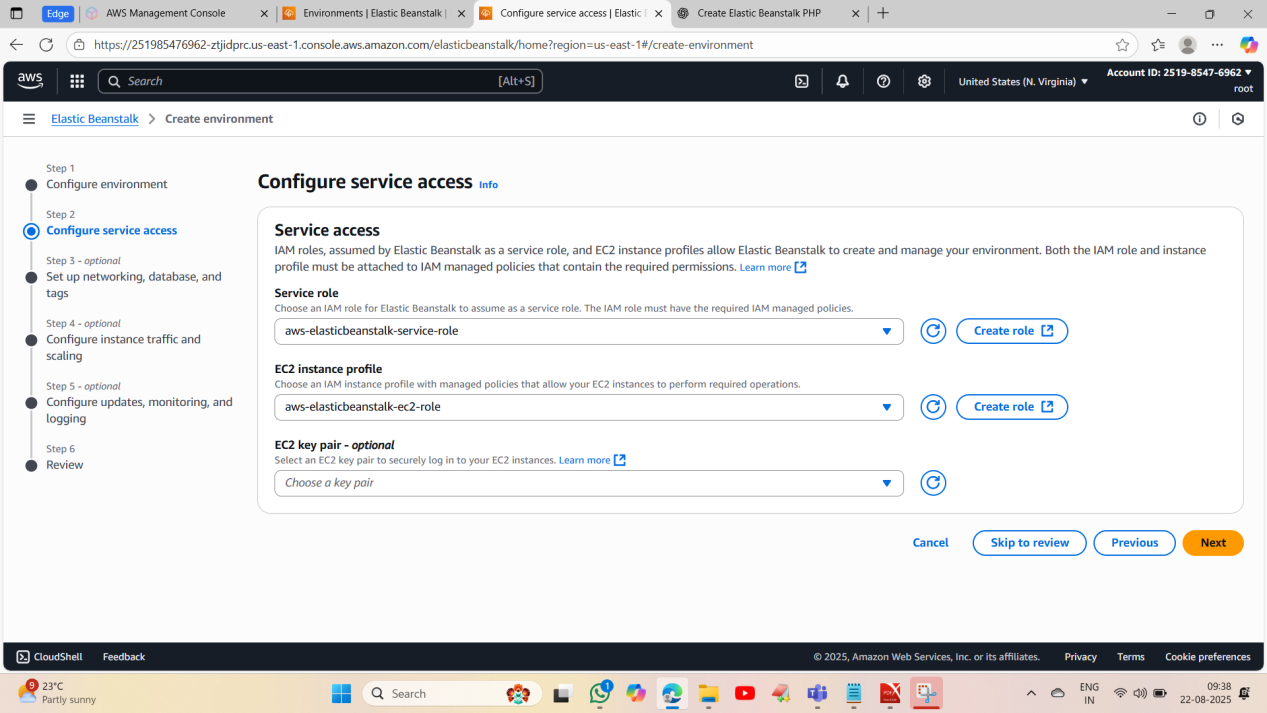 Edge
AWS Management Console
Environments | Elastic Beanstalk |
Configure service access | Elastic E
Create Elastic Beanstalk PHP
https://251985476962-ztjidprc.us-east-1.console.aws.amazon.com/elasticbeanstalk/home?region=us-east-1#/create-environment
aws
Search
[Alt+S]
United States (N. Virginia)
Account ID: 2519-8547-6962
root
Elastic Beanstalk
Create environment
Step 1
Configure environment
Step 2
Configure service access
Step 3 - optional
Set up networking, database, and
tags
Step 4 - optional
Configure instance traffic and
scaling
Step 5 - optional
Configure updates, monitoring, and
logging
Step 6
Review
Configure service access Info
Service access
IAM roles, assumed by Elastic Beanstalk as a service role, and EC2 instance profiles allow Elastic Beanstalk to create and manage your environment. Both the IAM role and instance
profile must be attached to IAM managed policies that contain the required permissions. Learn more
Service role
Choose an IAM role for Elastic Beanstalk to assume as a service role. The IAM role must have the required IAM managed policies.
aws-elasticbeanstalk-service-role
Create role
EC2 instance profile
Choose an IAM instance profile with managed policies that allow your EC2 instances to perform required operations.
aws-elasticbeanstalk-ec2-role
Create role
EC2 key pair - optional
Select an EC2 key pair to securely log in to your EC2 instances. Learn more
Choose a key pair
Cancel
Skip to review
Previous
Next
CloudShell
Feedback
© 2025, Amazon Web Services, Inc. or its affiliates.
Privacy
Terms
Cookie preferences
9
23°C
Partly sunny
Search
1
ENG
IN
09:38
22-08-2025